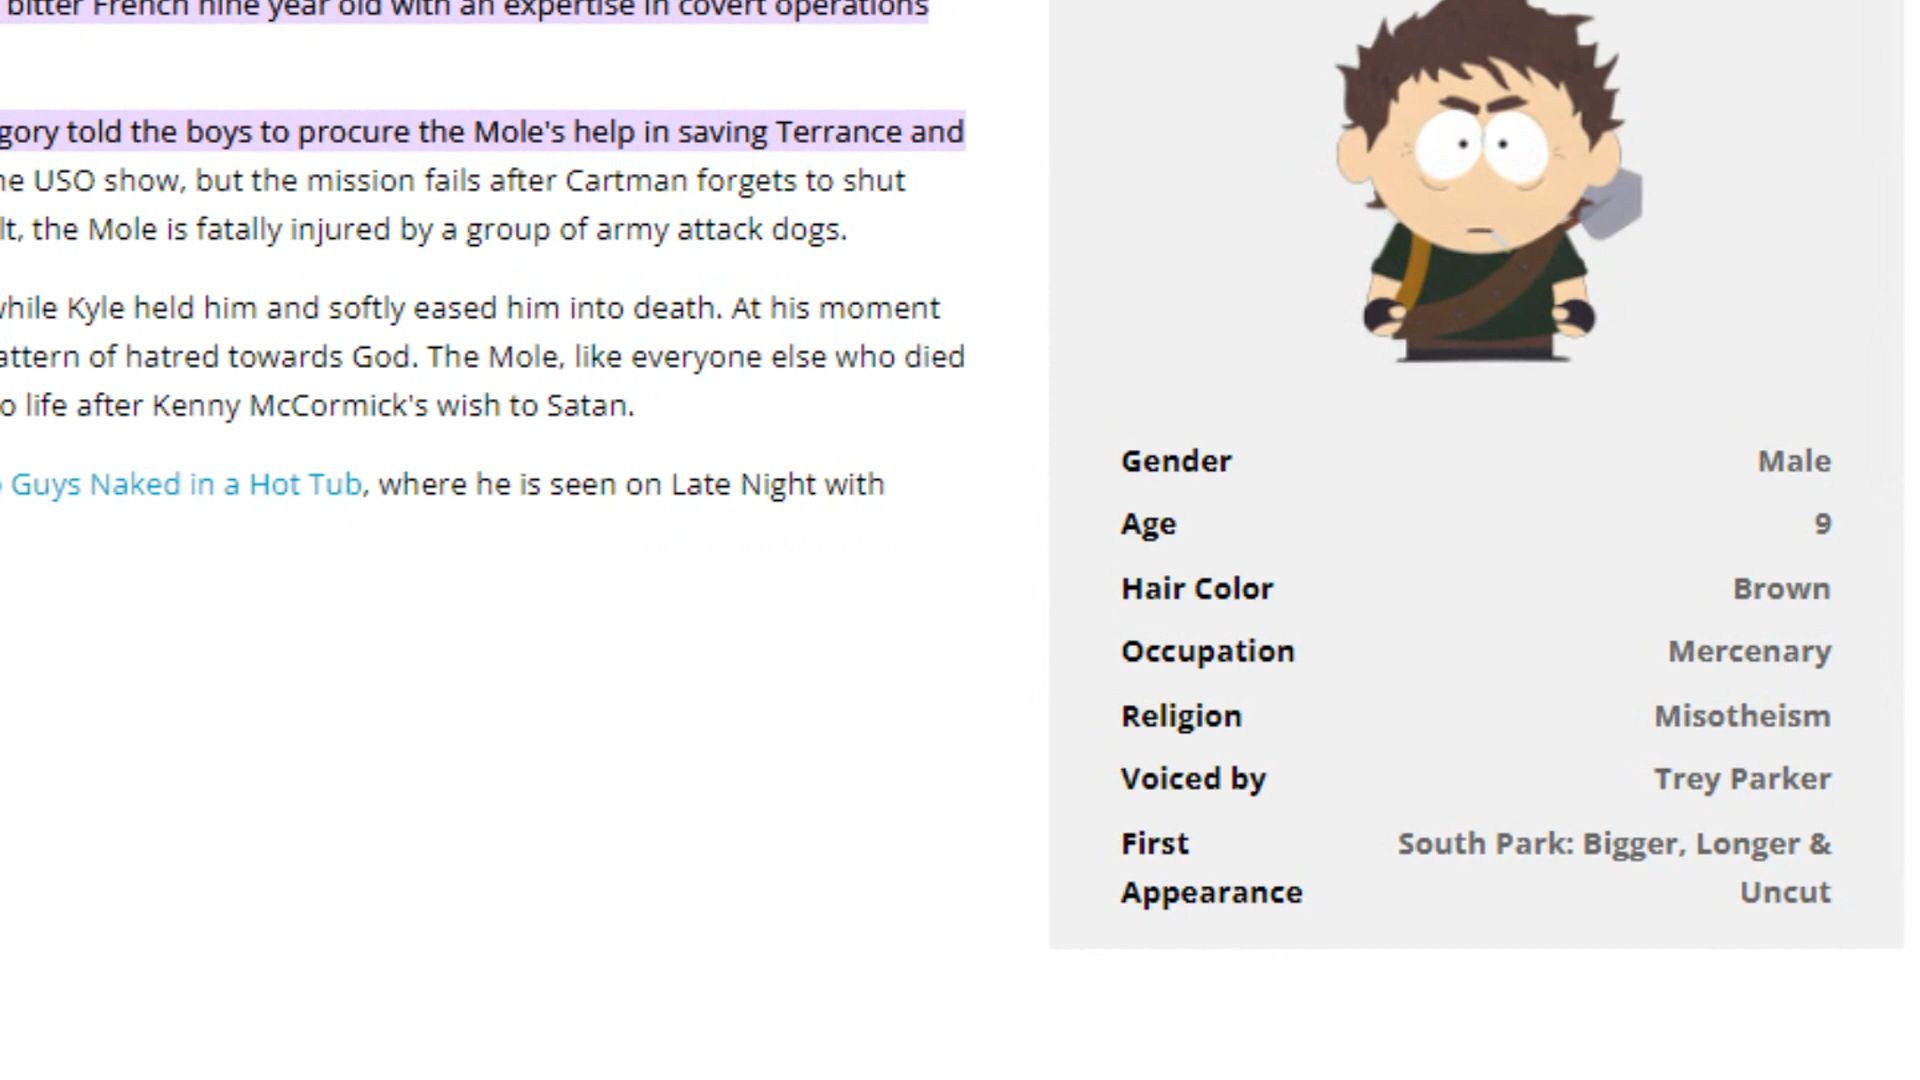 bitter French nine year old with an expertise in covert operations
gory told the boys to procure the Mole's help in saving Terrance and
he USO show, but the mission fails after Cartman forgets to shut
lt, the Mole is fatally injured by a group of army attack dogs.
while Kyle held him and softly eased him into death. At his moment
attern of hatred towards God. The Mole, like everyone else who died
o life after Kenny McCormick's wish to Satan.
o Guys Naked in a Hot Tub, where he is seen on Late Night with
Gender Male
Age 9
Hair Color Brown
Occupation Mercenary
Religion Misotheism
Voiced by Trey Parker
First South Park: Bigger, Longer &
Appearance Uncut